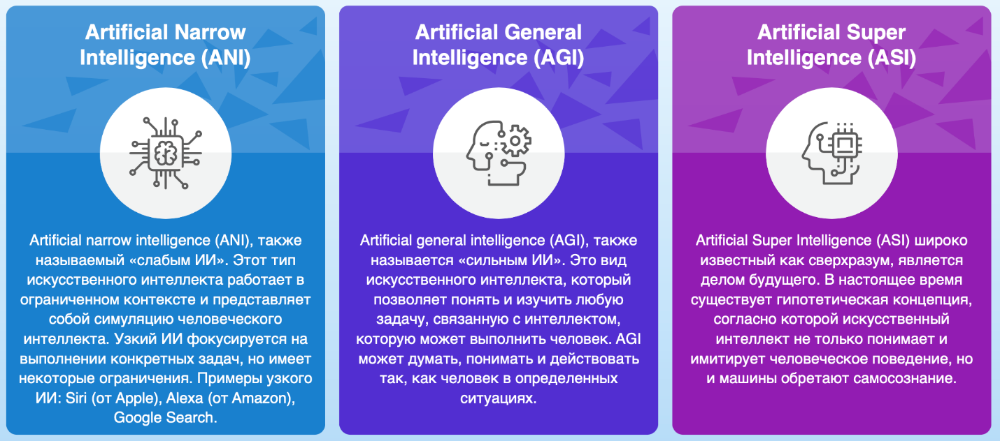 Artificial Narrow
Intelligence (ANI)
Artificial narrow intelligence (ANI), также
называемый «слабым ИИ». Этот тип
искусственного интеллекта работает в
ограниченном контексте и представляет
собой симуляцию человеческого
интеллекта. Узкий ИИ фокусируется на
выполнении конкретных задач, но имеет
некоторые ограничения. Примеры узкого
ИИ: Siri (от Apple), Alexa (от Amazon),
Google Search.
Artificial General
Intelligence (AGI)
Artificial general intelligence (AGI), также
называется «сильным ИИ». Это вид
искусственного интеллекта, который
позволяет понять и изучить любую
задачу, связанную с интеллектом,
которую может выполнить человек. AGI
может думать, понимать и действовать
так, как человек в определенных
ситуациях.
Artificial Super
Intelligence (ASI)
Artificial Super Intelligence (ASI) широко
известный как сверхразум, является
делом будущего. В настоящее время
существует гипотетическая концепция,
согласно которой искусственный
интеллект не только понимает и
имитирует человеческое поведение, но
и машины обретают самосознание.